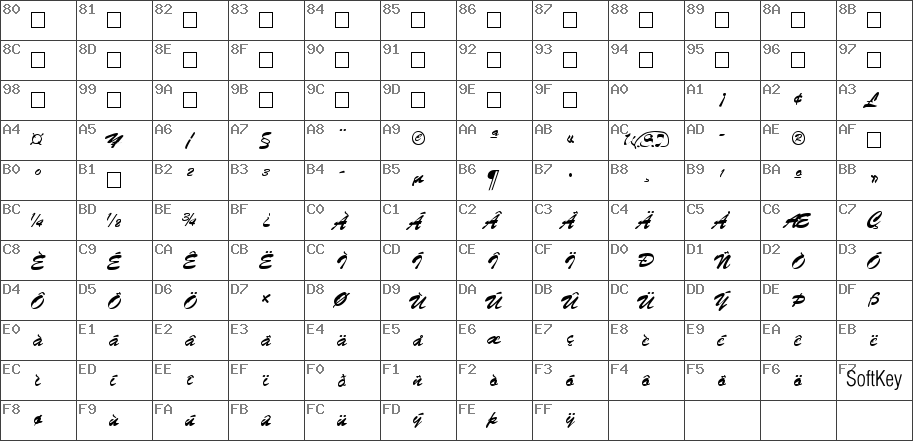 80 81 82 83 84 85 86 87 88 89 8A 8B
8C 8D 8E 8F 90 91 92 93 94 95 96 97
98 99 9A 9B 9C 9D 9E 9F A0 A1 ¡ A2 ¢ A3 £
A4 ¤ A5 ¥ A6 ¦ A7 § A8 ¨ A9 © AA ª AB « AC AD - AE ® AF
B0 ° B1 B2 ² B3 ³ B4 ´ B5 µ B6 ¶ B7 · B8 ¸ B9 ¹ BA º BB »
BC ¼ BD ½ BE ¾ BF ¿ C0 À C1 Á C2 Â C3 Ã C4 Ä C5 Å C6 Æ C7 Ç
C8 È C9 É CA Ê CB Ë CC Ì CD Í CE Î CF Ï D0 Ð D1 Ñ D2 Ò D3 Ó
D4 Ô D5 Õ D6 Ö D7 × D8 Ø D9 Ù DA Ú DB Û DC Ü DD Ý DE Þ DF ß
E0 à E1 á E2 â E3 ã E4 ä E5 å E6 æ E7 ç E8 è E9 é EA ê EB ë
EC ì ED í EE î EF ï F0 ð F1 ñ F2 ò F3 ó F4 ô F5 õ F6 ö F7 SoftKey
F8 ø F9 ù FA ú FB û FC ü FD ý FE þ FF ÿ